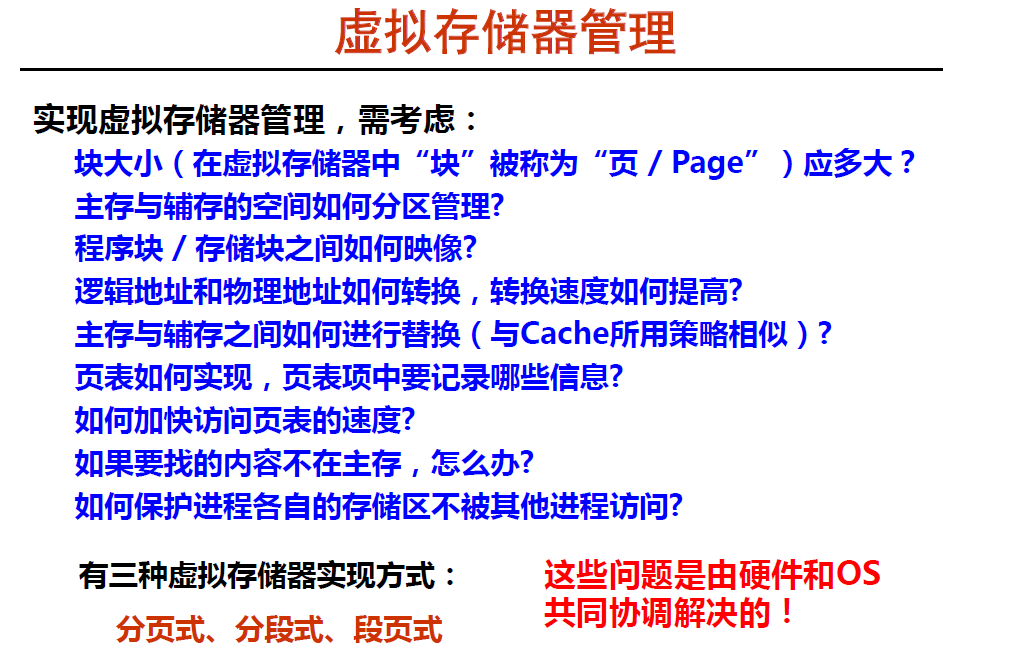 虚拟存储器管理
实现虚拟存储器管理，需考虑：
块大小（在虚拟存储器中“块”被称为“页 / Page”）应多大？
主存与辅存的空间如何分区管理?
程序块 / 存储块之间如何映像?
逻辑地址和物理地址如何转换，转换速度如何提高?
主存与辅存之间如何进行替换（与Cache所用策略相似）?
页表如何实现，页表项中要记录哪些信息?
如何加快访问页表的速度?
如果要找的内容不在主存，怎么办?
如何保护进程各自的存储区不被其他进程访问?
有三种虚拟存储器实现方式：
分页式、分段式、段页式
这些问题是由硬件和OS
共同协调解决的！